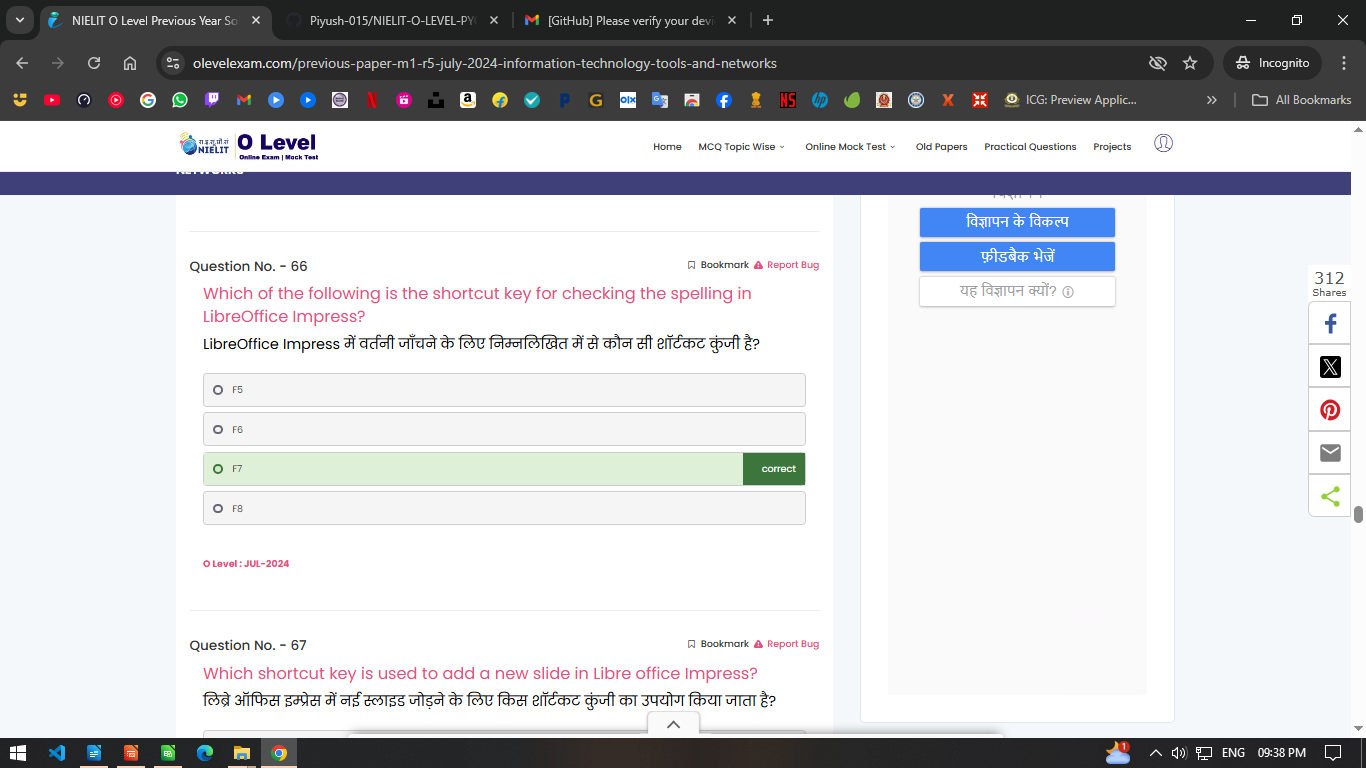 NIELIT O Level Previous Year So
Piyush-015/NIELIT-O-LEVEL-PY
[GitHub] Please verify your devi
olevelexam.com/previous-paper-m1-r5-july-2024-information-technology-tools-and-networks
Incognito
ICG: Preview Applic...
All Bookmarks
रा.इ.सू.प्रौ.सं
NIELIT
O Level
Online Exam | Mock Test
Home
MCQ Topic Wise
Online Mock Test
Old Papers
Practical Questions
Projects
NETWORKS
विज्ञापन
विज्ञापन के विकल्प
फ़ीडबैक भेजें
यह विज्ञापन क्यों?
312
Shares
Question No. - 66
Bookmark
Report Bug
Which of the following is the shortcut key for checking the spelling in
LibreOffice Impress?
LibreOffice Impress में वर्तनी जाँचने के लिए निम्नलिखित में से कौन सी शॉर्टकट कुंजी है?
F5
F6
F7
correct
F8
O Level : JUL-2024
Question No. - 67
Bookmark
Report Bug
Which shortcut key is used to add a new slide in Libre office Impress?
लिब्रे ऑफिस इम्प्रेस में नई स्लाइड जोड़ने के लिए किस शॉर्टकट कुंजी का उपयोग किया जाता है?
1
ENG
09:38 PM